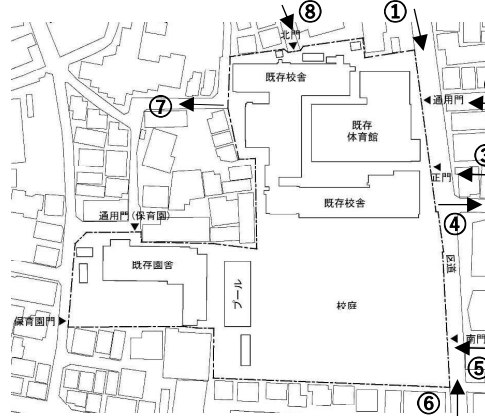 ⑧
①
北門
既存校舎
⑦
通用門
既存
体育館
正門
既存校舎
④
通用門(保育園)
区道
既存園舎
プール
校庭
保育園門
南門
⑤
⑥